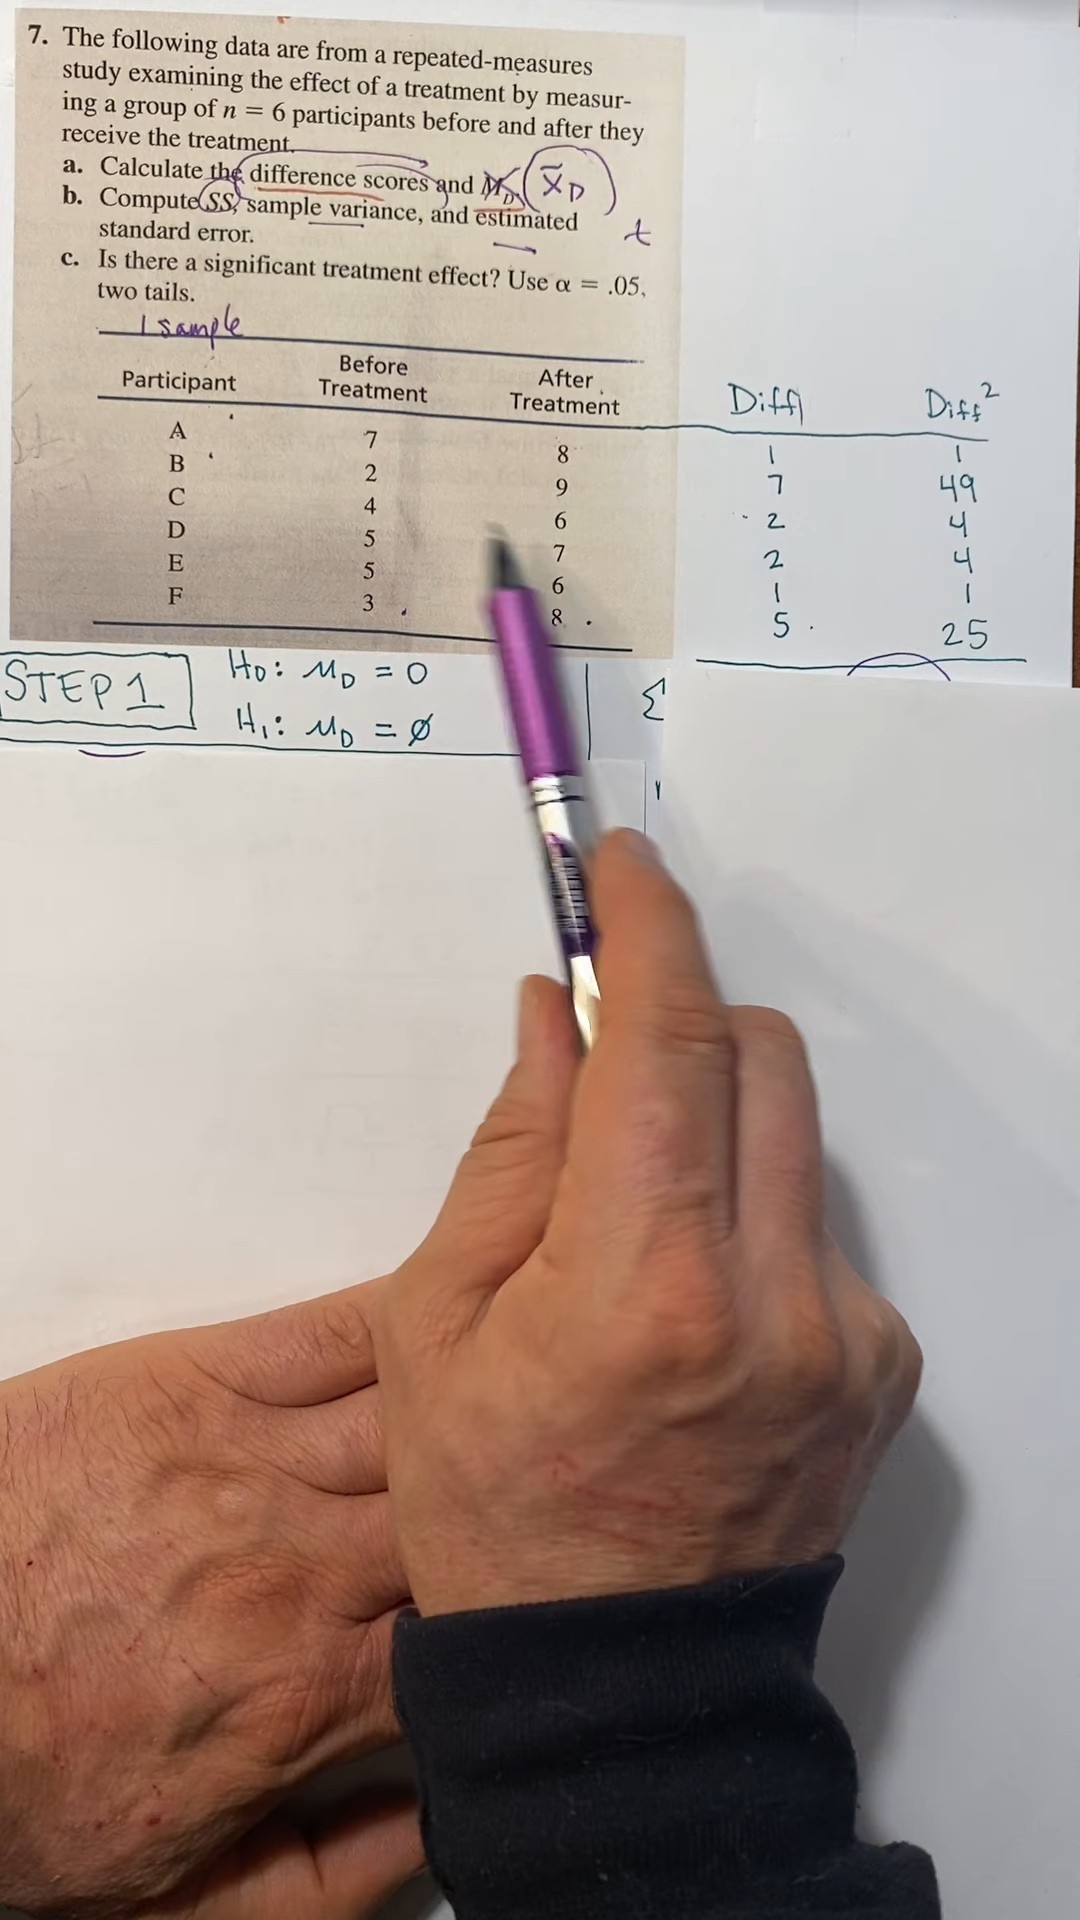 7. The following data are from a repeated-measures
study examining the effect of a treatment by measur-
ing a group of n = 6 participants before and after they
receive the treatment.
a. Calculate the difference scores and M_D. (x̄_D)
b. Compute SS, sample variance, and estimated t
standard error.
c. Is there a significant treatment effect? Use α = .05,
two tails.
1 sample
Participant Before Treatment After Treatment Diff Diff²
A 7 8 1 1
B 2 9 7 49
C 4 6 2 4
D 5 7 2 4
E 5 6 1 1
F 3 8 5 25
STEP 1
H₀: μ_D = 0
H₁: μ_D = ∅
Σ